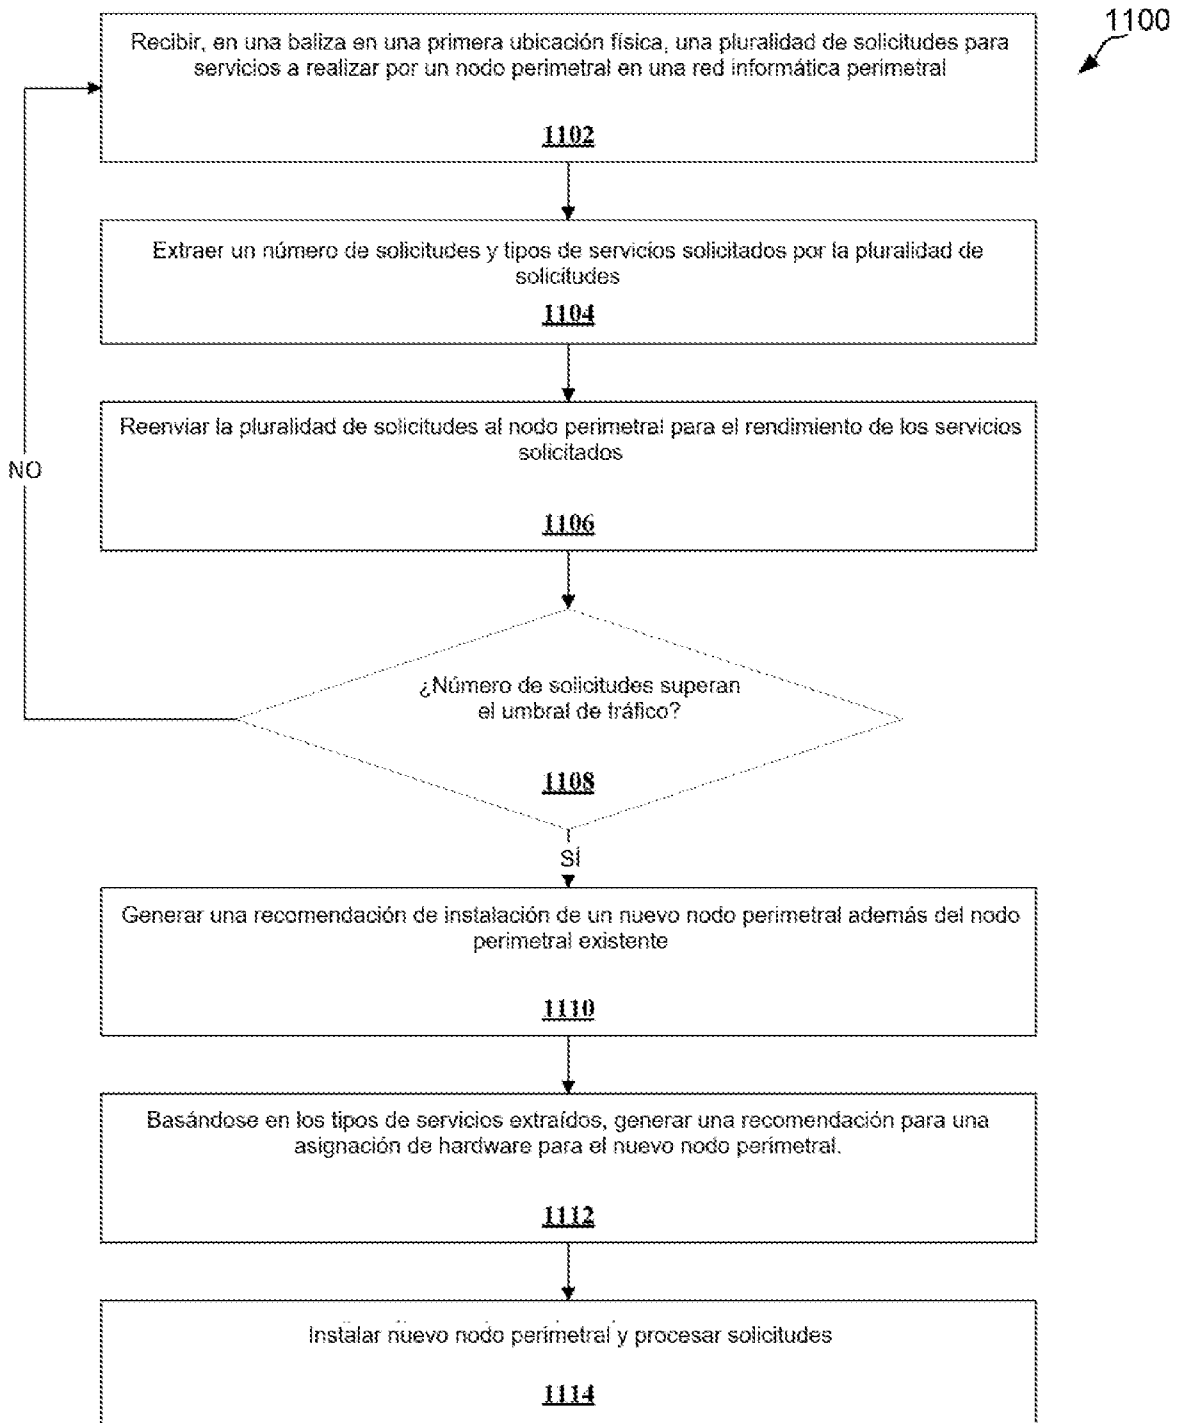 1100
Recibir, en una baliza en una primera ubicación física, una pluralidad de solicitudes para
servicios a realizar por un nodo perimetral en una red informática perimetral
1102
Extraer un número de solicitudes y tipos de servicios solicitados por la pluralidad de
solicitudes
1104
Reenviar la pluralidad de solicitudes al nodo perimetral para el rendimiento de los servicios
solicitados
1106
NO
¿Número de solicitudes superan
el umbral de tráfico?
1108
SÍ
Generar una recomendación de instalación de un nuevo nodo perimetral además del nodo
perimetral existente
1110
Basándose en los tipos de servicios extraídos, generar una recomendación para una
asignación de hardware para el nuevo nodo perimetral.
1112
Instalar nuevo nodo perimetral y procesar solicitudes
1114